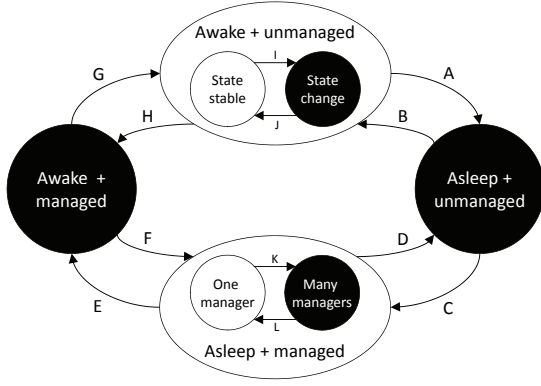 Awake + unmanaged
G
I
A
State
stable
State
change
H
J
B
Awake +
managed
Asleep +
unmanaged
F
K
D
One
manager
Many
managers
E
L
C
Asleep + managed